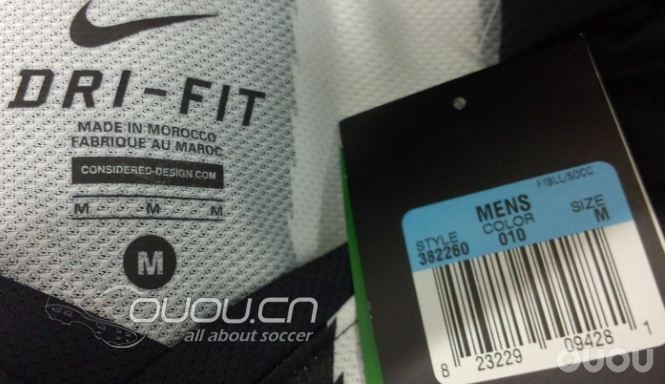 DRI-FIT
MADE IN MOROCCO
FABRIQUE AU MAROC
CONSIDERED-DESIGN.COM
M M M
M
FTBLL/SOCC
MENS
STYLE COLOR SIZE
382260 010 M
8 23229 09428 1
OUOU.CN
all about soccer
OUOU